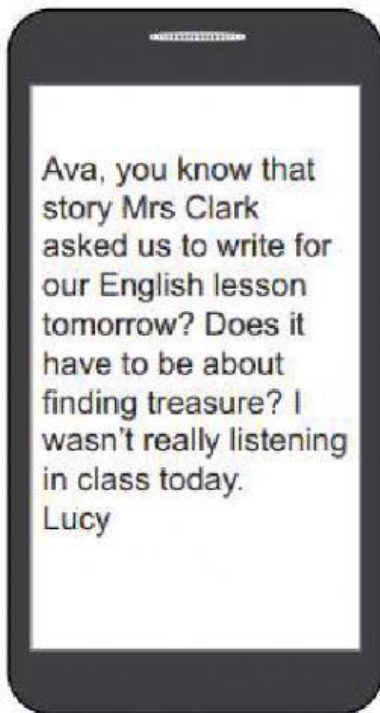 Ava, you know that
story Mrs Clark
asked us to write for
our English lesson
tomorrow? Does it
have to be about
finding treasure? I
wasn't really listening
in class today.
Lucy